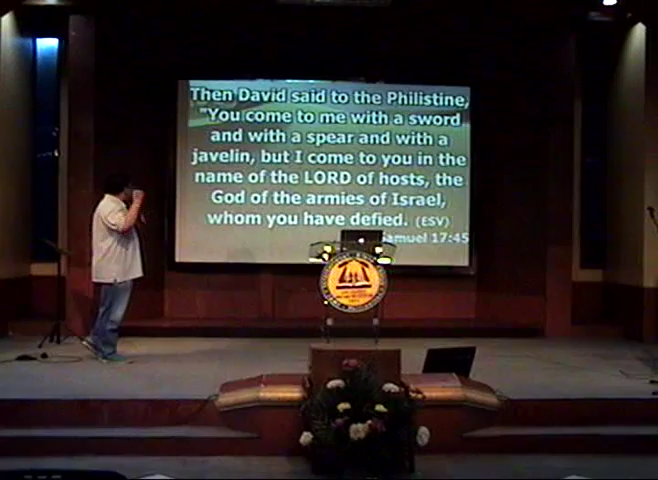 Then David said to the Philistine,
"You come to me with a sword
and with a spear and with a
javelin, but I come to you in the
name of the LORD of hosts, the
God of the armies of Israel,
whom you have defied. (ESV)
Samuel 17:45